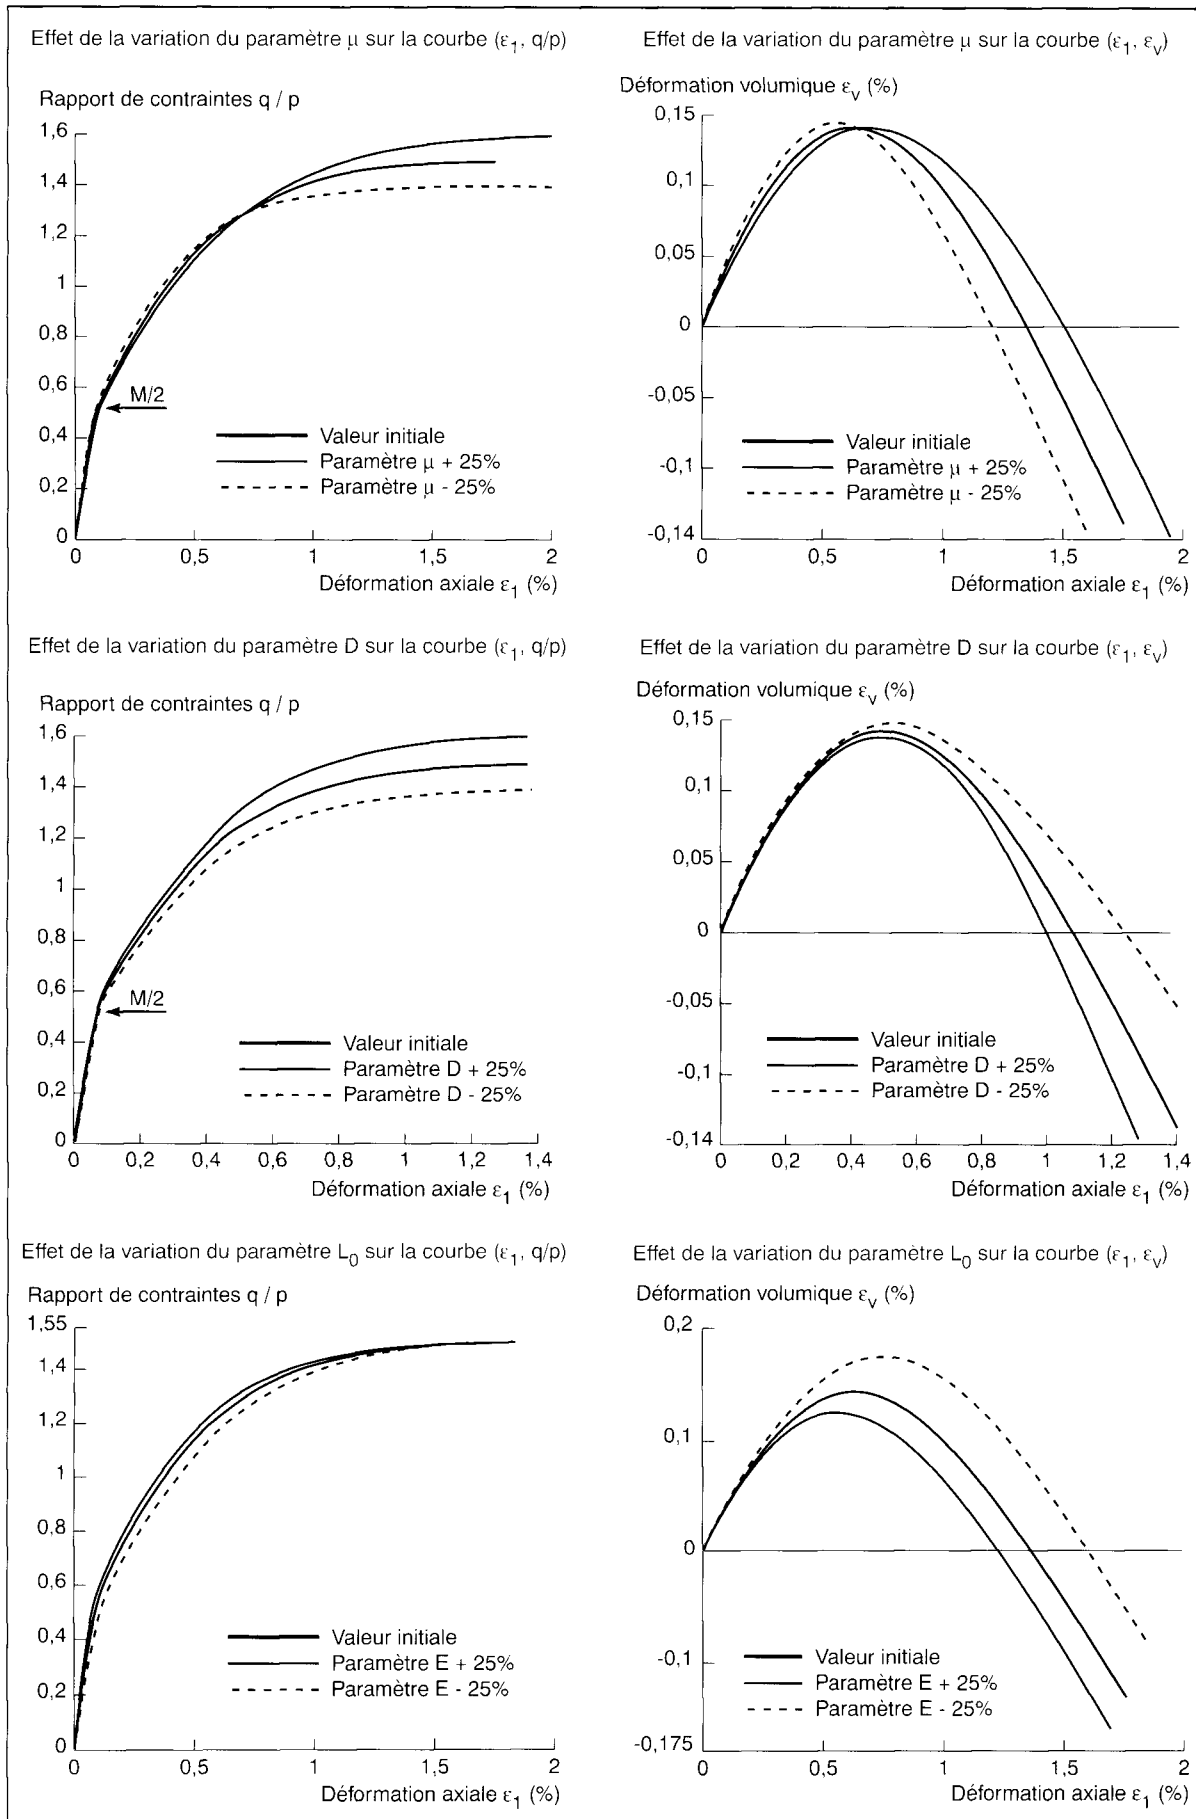 Effet de la variation du paramètre μ sur la courbe (ε₁, q/p)
Rapport de contraintes q / p
1,6
1,4
1,2
1
0,8
0,6
0,4
0,2
0
M/2
Valeur initiale
Paramètre μ + 25%
Paramètre μ - 25%
0
0,5
1
1,5
2
Déformation axiale ε₁ (%)
Effet de la variation du paramètre μ sur la courbe (ε₁, εᵥ)
Déformation volumique εᵥ (%)
0,15
0,1
0,05
0
-0,05
-0,1
-0,14
Valeur initiale
Paramètre μ + 25%
Paramètre μ - 25%
0
0,5
1
1,5
2
Déformation axiale ε₁ (%)
Effet de la variation du paramètre D sur la courbe (ε₁, q/p)
Rapport de contraintes q / p
1,6
1,4
1,2
1
0,8
0,6
0,4
0,2
0
M/2
Valeur initiale
Paramètre D + 25%
Paramètre D - 25%
0
0,2
0,4
0,6
0,8
1
1,2
1,4
Déformation axiale ε₁ (%)
Effet de la variation du paramètre D sur la courbe (ε₁, εᵥ)
Déformation volumique εᵥ (%)
0,15
0,1
0,05
0
-0,05
-0,1
-0,14
Valeur initiale
Paramètre D + 25%
Paramètre D - 25%
0
0,2
0,4
0,6
0,8
1
1,2
1,4
Déformation axiale ε₁ (%)
Effet de la variation du paramètre L₀ sur la courbe (ε₁, q/p)
Rapport de contraintes q / p
1,55
1,4
1,2
1
0,8
0,6
0,4
0,2
0
Valeur initiale
Paramètre E + 25%
Paramètre E - 25%
0
0,5
1
1,5
2
Déformation axiale ε₁ (%)
Effet de la variation du paramètre L₀ sur la courbe (ε₁, εᵥ)
Déformation volumique εᵥ (%)
0,2
0,1
0
-0,1
-0,175
Valeur initiale
Paramètre E + 25%
Paramètre E - 25%
0
0,5
1
1,5
2
Déformation axiale ε₁ (%)